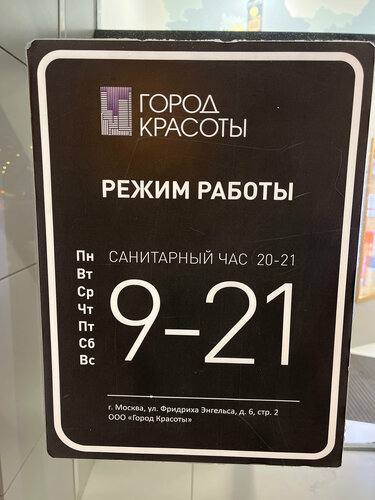 ГОРОД
КРАСОТЫ
РЕЖИМ РАБОТЫ
Пн
Вт
Ср
Чт
Пт
Сб
Вс
САНИТАРНЫЙ ЧАС 20-21
9-21
г. Москва, ул. Фридриха Энгельса, д. 6, стр. 2
ООО «Город Красоты»